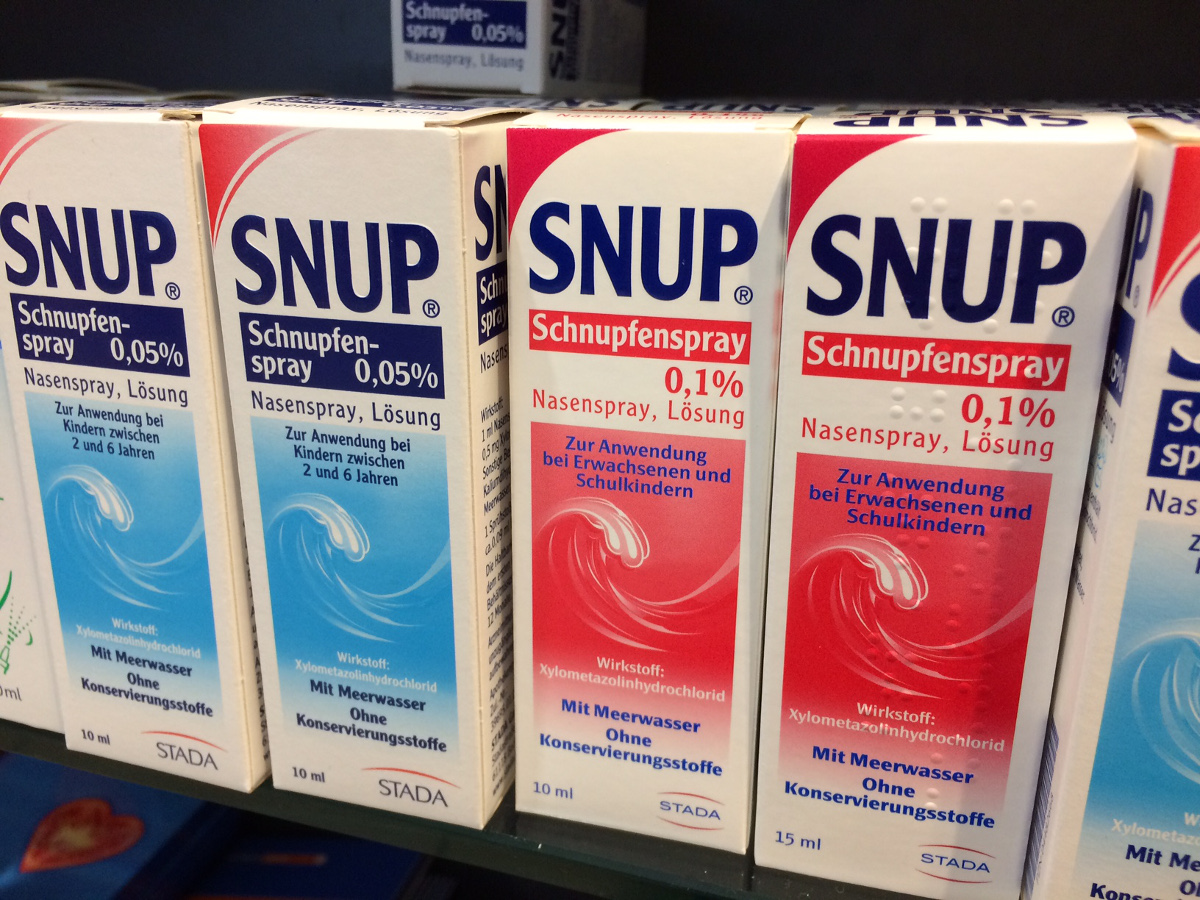 Schnupfen-
spray 0,05%
Nasenspray, Lösung
SNUP®
Schnupfen-
spray 0,05%
Nasenspray, Lösung
Zur Anwendung bei
Kindern zwischen
2 und 6 Jahren
Wirkstoff:
Xylometazolinhydrochlorid
Mit Meerwasser
Ohne
Konservierungsstoffe
10 ml
STADA
SNUP®
Schnupfen-
spray 0,05%
Nasenspray, Lösung
Zur Anwendung bei
Kindern zwischen
2 und 6 Jahren
Wirkstoff:
Xylometazolinhydrochlorid
Mit Meerwasser
Ohne
Konservierungsstoffe
10 ml
STADA
SNUP®
Schnupfenspray
0,1%
Nasenspray, Lösung
Zur Anwendung
bei Erwachsenen und
Schulkindern
Wirkstoff:
Xylometazolinhydrochlorid
Mit Meerwasser
Ohne
Konservierungsstoffe
10 ml
STADA
SNUP
SNUP®
Schnupfenspray
0,1%
Nasenspray, Lösung
Zur Anwendung
bei Erwachsenen und
Schulkindern
Wirkstoff:
Xylometazolinhydrochlorid
Mit Meerwasser
Ohne
Konservierungsstoffe
15 ml
STADA